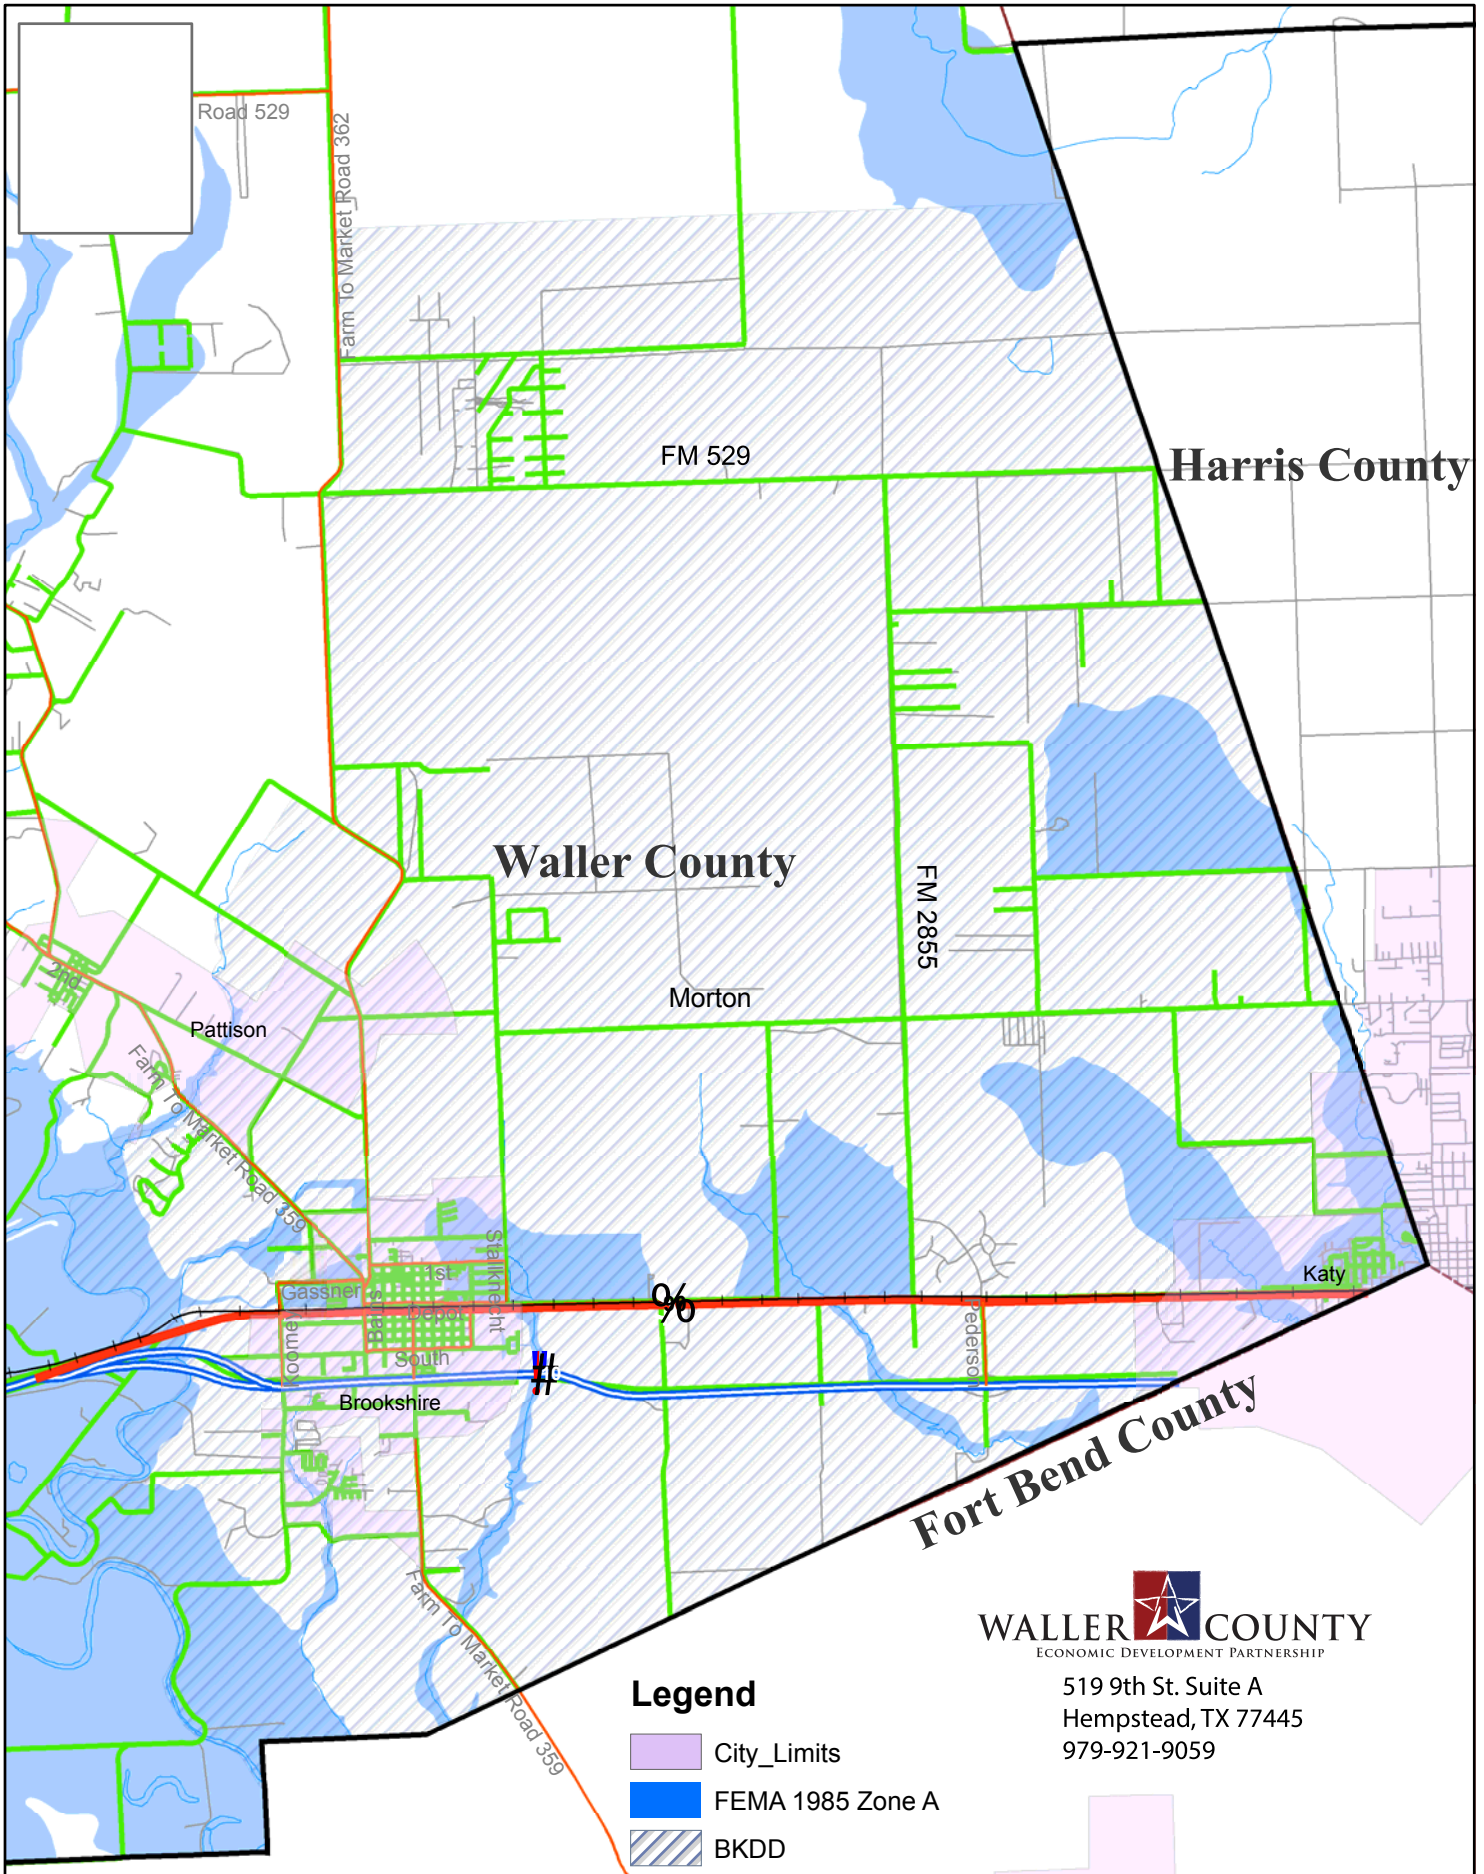 Road 529
Farm To Market Road 362
FM 529
Harris County
Waller County
FM 2855
Morton
2nd
Pattison
Farm To Market Road 359
Stallknecht
1st
Gassner
Depot
Bains
Koomey
South
Brookshire
%
%
#
Pederson
Katy
Fort Bend County
Farm To Market Road 359
WALLER COUNTY
ECONOMIC DEVELOPMENT PARTNERSHIP
519 9th St. Suite A
Hempstead, TX 77445
979-921-9059
Legend
City_Limits
FEMA 1985 Zone A
BKDD